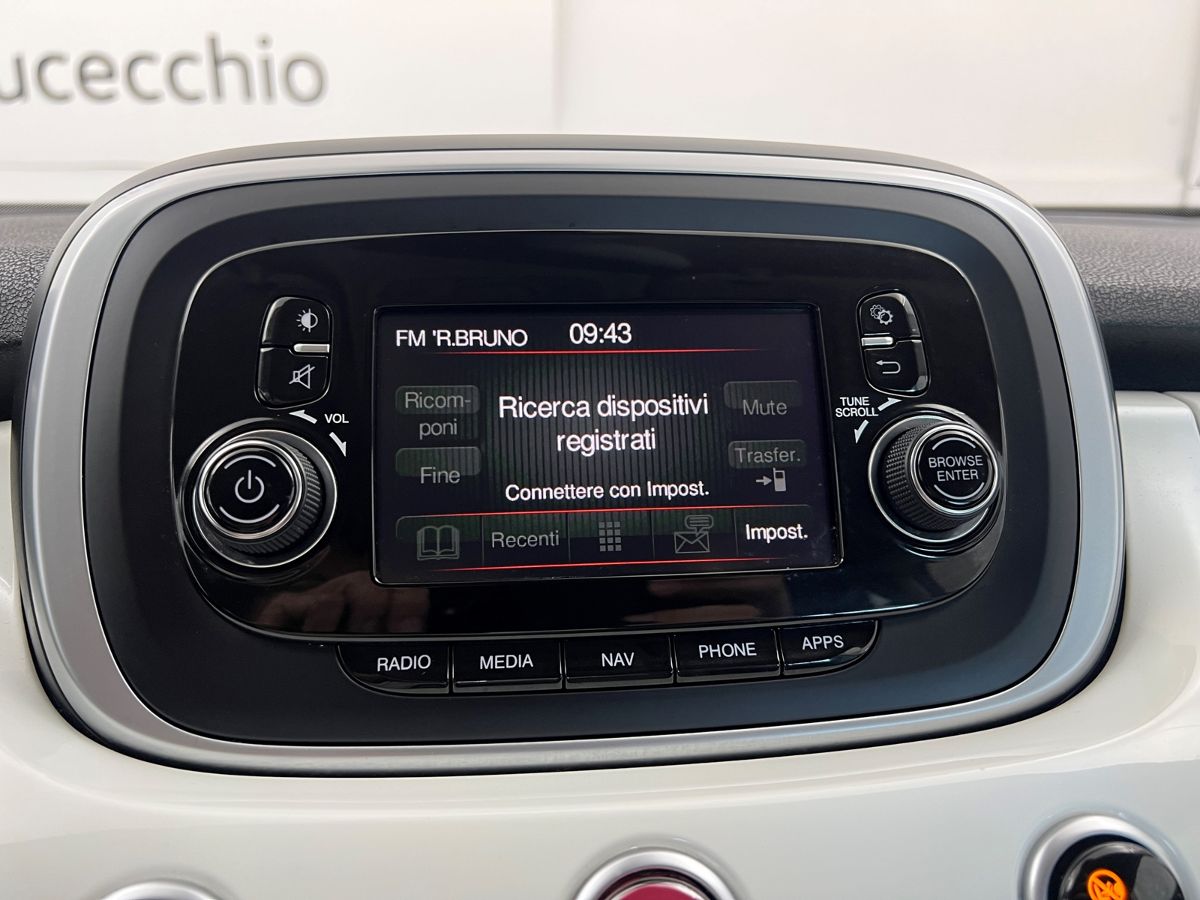 ucecchio
FM 'R.BRUNO 09:43
Ricom-
poni
Ricerca dispositivi
registrati
Mute
Fine
Trasfer.
Connettere con Impost.
Recenti
Impost.
VOL
TUNE
SCROLL
BROWSE
ENTER
RADIO MEDIA NAV PHONE APPS